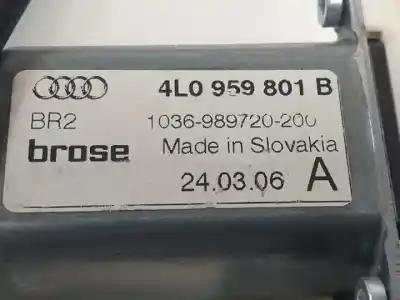 4L0 959 801 B
BR2 1036-989720-200
brose Made in Slovakia
24.03.06 A